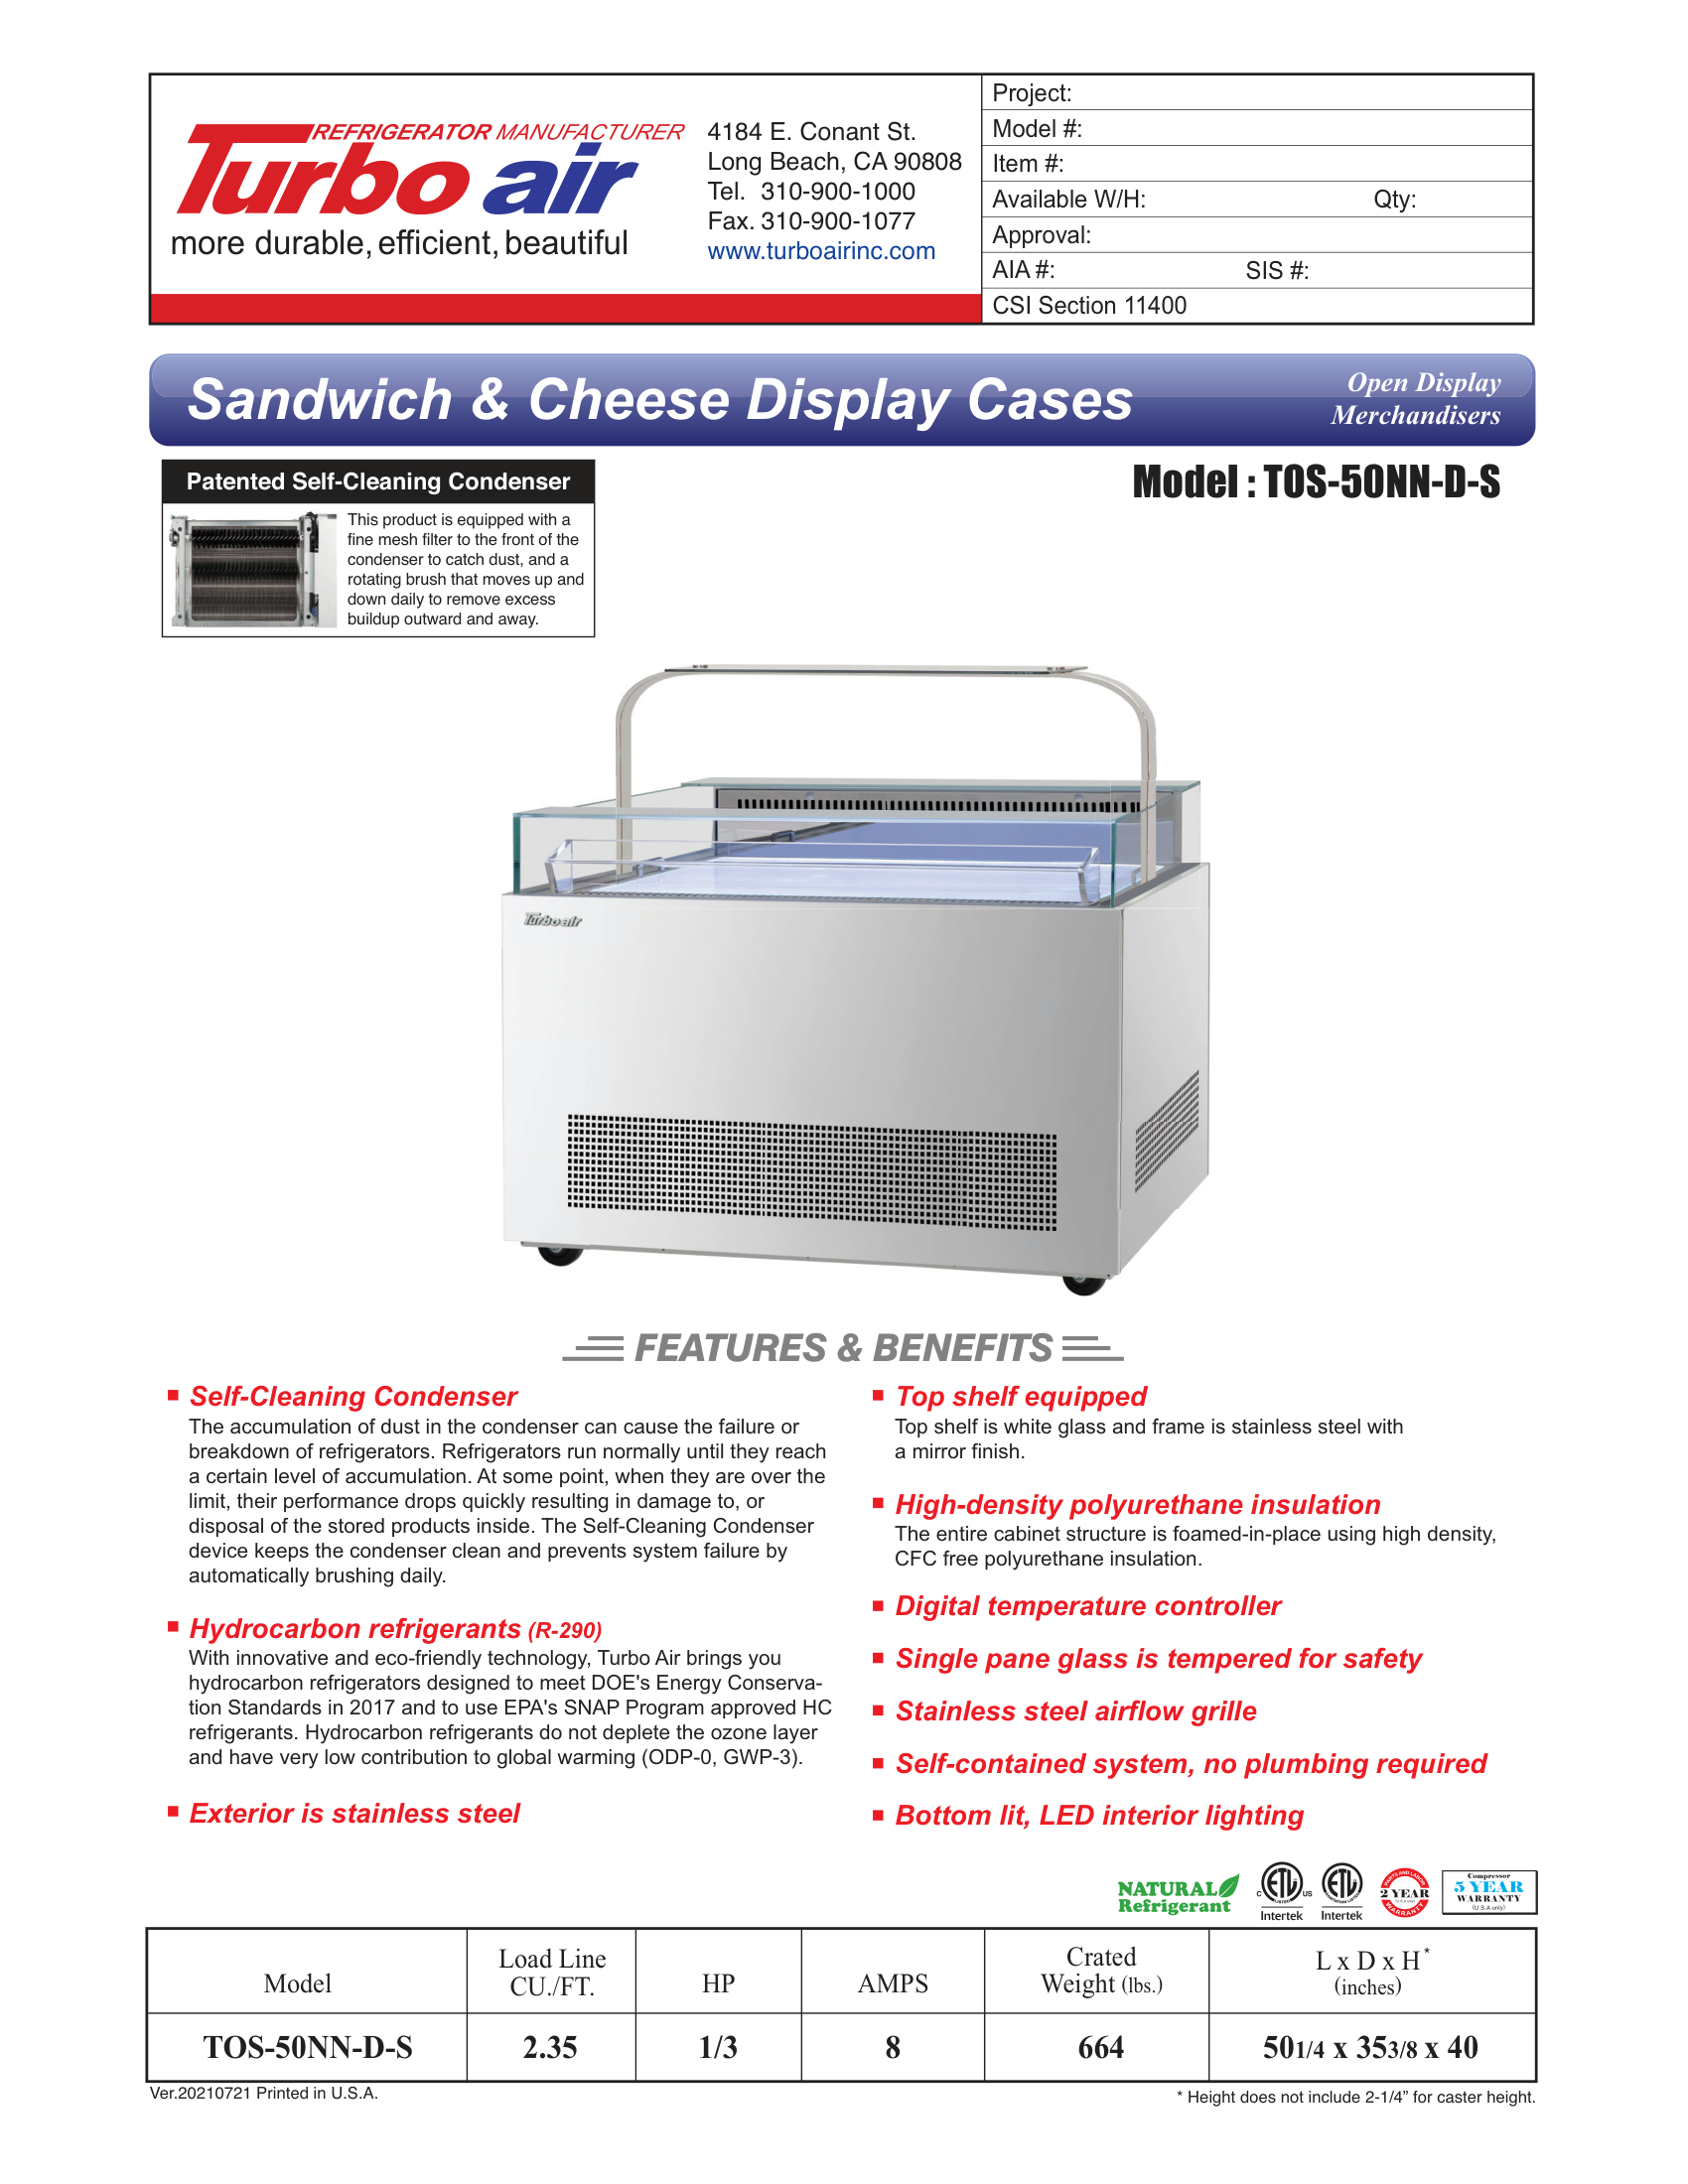 REFRIGERATOR MANUFACTURER
Turbo air
more durable, efficient, beautiful
4184 E. Conant St.
Long Beach, CA 90808
Tel. 310-900-1000
Fax. 310-900-1077
www.turboairinc.com
Project:
Model #:
Item #:
Available W/H: Qty:
Approval:
AIA #: SIS #:
CSI Section 11400
Sandwich & Cheese Display Cases
Open Display
Merchandisers
Patented Self-Cleaning Condenser
This product is equipped with a
fine mesh filter to the front of the
condenser to catch dust, and a
rotating brush that moves up and
down daily to remove excess
buildup outward and away.
Model : TOS-50NN-D-S
Turbo air
FEATURES & BENEFITS
Self-Cleaning Condenser
The accumulation of dust in the condenser can cause the failure or
breakdown of refrigerators. Refrigerators run normally until they reach
a certain level of accumulation. At some point, when they are over the
limit, their performance drops quickly resulting in damage to, or
disposal of the stored products inside. The Self-Cleaning Condenser
device keeps the condenser clean and prevents system failure by
automatically brushing daily.
Hydrocarbon refrigerants (R-290)
With innovative and eco-friendly technology, Turbo Air brings you
hydrocarbon refrigerators designed to meet DOE's Energy Conserva-
tion Standards in 2017 and to use EPA's SNAP Program approved HC
refrigerants. Hydrocarbon refrigerants do not deplete the ozone layer
and have very low contribution to global warming (ODP-0, GWP-3).
Exterior is stainless steel
Top shelf equipped
Top shelf is white glass and frame is stainless steel with
a mirror finish.
High-density polyurethane insulation
The entire cabinet structure is foamed-in-place using high density,
CFC free polyurethane insulation.
Digital temperature controller
Single pane glass is tempered for safety
Stainless steel airflow grille
Self-contained system, no plumbing required
Bottom lit, LED interior lighting
NATURAL
Refrigerant
C ETL US
Intertek
ETL
Intertek
PARTS AND LABOR
2 YEAR
(U.S.A only)
WARRANTY
Compressor
5 YEAR
WARRANTY
(U.S.A only)
Model
Load Line
CU./FT.
HP
AMPS
Crated
Weight (lbs.)
L x D x H*
(inches)
TOS-50NN-D-S 2.35 1/3 8 664 501/4 x 353/8 x 40
Ver.20210721 Printed in U.S.A.
* Height does not include 2-1/4” for caster height.